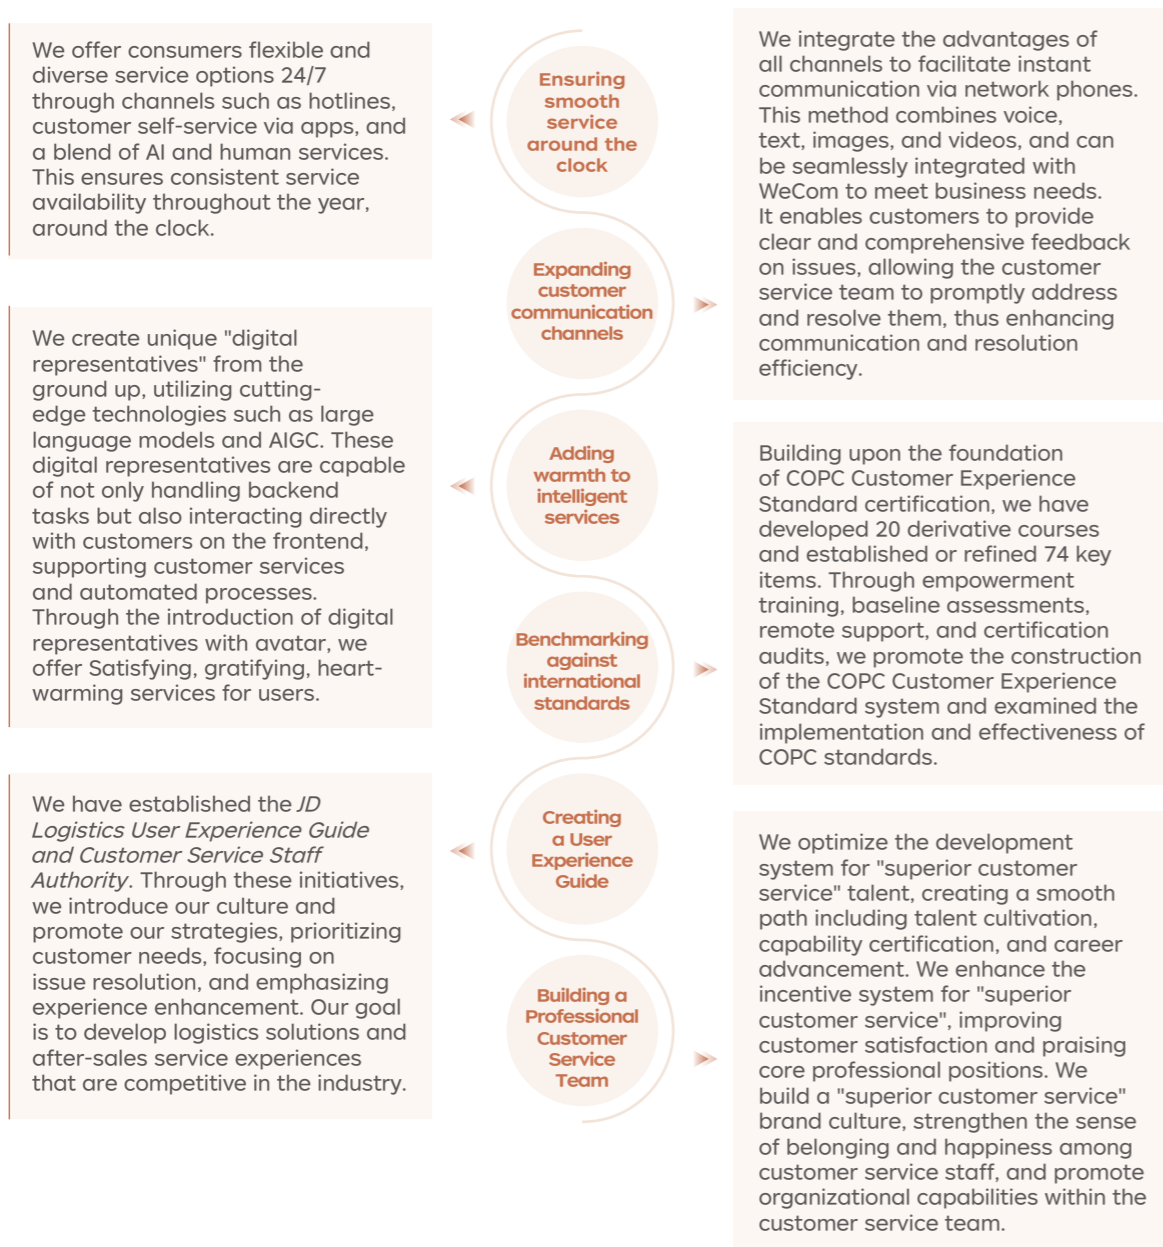 Ensuring
smooth
service
around the
clock
We offer consumers flexible and
diverse service options 24/7
through channels such as hotlines,
customer self-service via apps, and
a blend of AI and human services.
This ensures consistent service
availability throughout the year,
around the clock.
Expanding
customer
communication
channels
We integrate the advantages of
all channels to facilitate instant
communication via network phones.
This method combines voice,
text, images, and videos, and can
be seamlessly integrated with
WeCom to meet business needs.
It enables customers to provide
clear and comprehensive feedback
on issues, allowing the customer
service team to promptly address
and resolve them, thus enhancing
communication and resolution
efficiency.
Adding
warmth to
intelligent
services
We create unique "digital
representatives" from the
ground up, utilizing cutting-
edge technologies such as large
language models and AIGC. These
digital representatives are capable
of not only handling backend
tasks but also interacting directly
with customers on the frontend,
supporting customer services
and automated processes.
Through the introduction of digital
representatives with avatar, we
offer Satisfying, gratifying, heart-
warming services for users.
Benchmarking
against
international
standards
Building upon the foundation
of COPC Customer Experience
Standard certification, we have
developed 20 derivative courses
and established or refined 74 key
items. Through empowerment
training, baseline assessments,
remote support, and certification
audits, we promote the construction
of the COPC Customer Experience
Standard system and examined the
implementation and effectiveness of
COPC standards.
Creating
a User
Experience
Guide
We have established the JD
Logistics User Experience Guide
and Customer Service Staff
Authority. Through these initiatives,
we introduce our culture and
promote our strategies, prioritizing
customer needs, focusing on
issue resolution, and emphasizing
experience enhancement. Our goal
is to develop logistics solutions and
after-sales service experiences
that are competitive in the industry.
Building a
Professional
Customer
Service
Team
We optimize the development
system for "superior customer
service" talent, creating a smooth
path including talent cultivation,
capability certification, and career
advancement. We enhance the
incentive system for "superior
customer service", improving
customer satisfaction and praising
core professional positions. We
build a "superior customer service"
brand culture, strengthen the sense
of belonging and happiness among
customer service staff, and promote
organizational capabilities within the
customer service team.